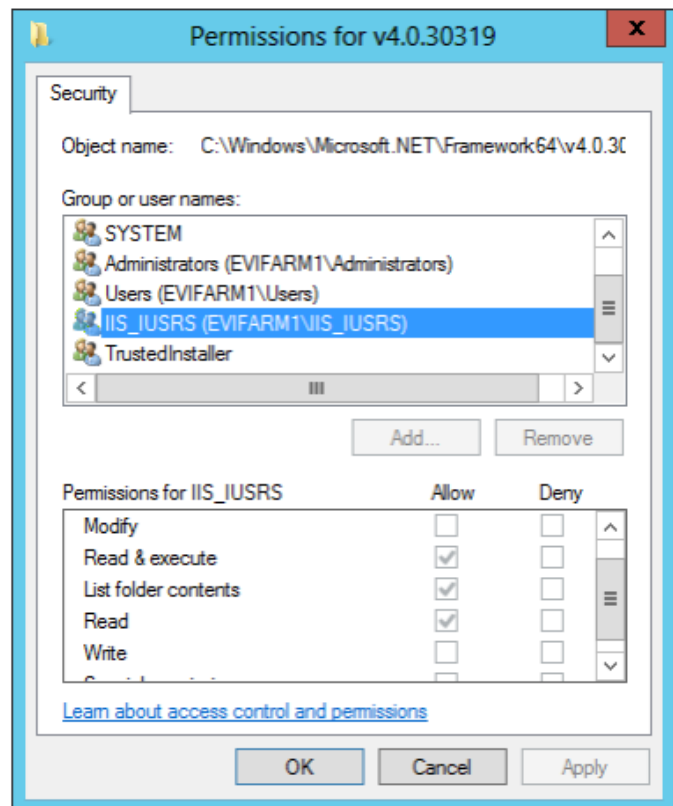 Permissions for v4.0.30319
x
Security
Object name: C:\Windows\Microsoft.NET\Framework64\v4.0.30
Group or user names:
SYSTEM
Administrators (EVIFARM1\Administrators)
Users (EVIFARM1\Users)
IIS_IUSRS (EVIFARM1\IIS_IUSRS)
TrustedInstaller
Add... Remove
Permissions for IIS_IUSRS Allow Deny
Modify
Read & execute
List folder contents
Read
Write
Learn about access control and permissions
OK Cancel Apply